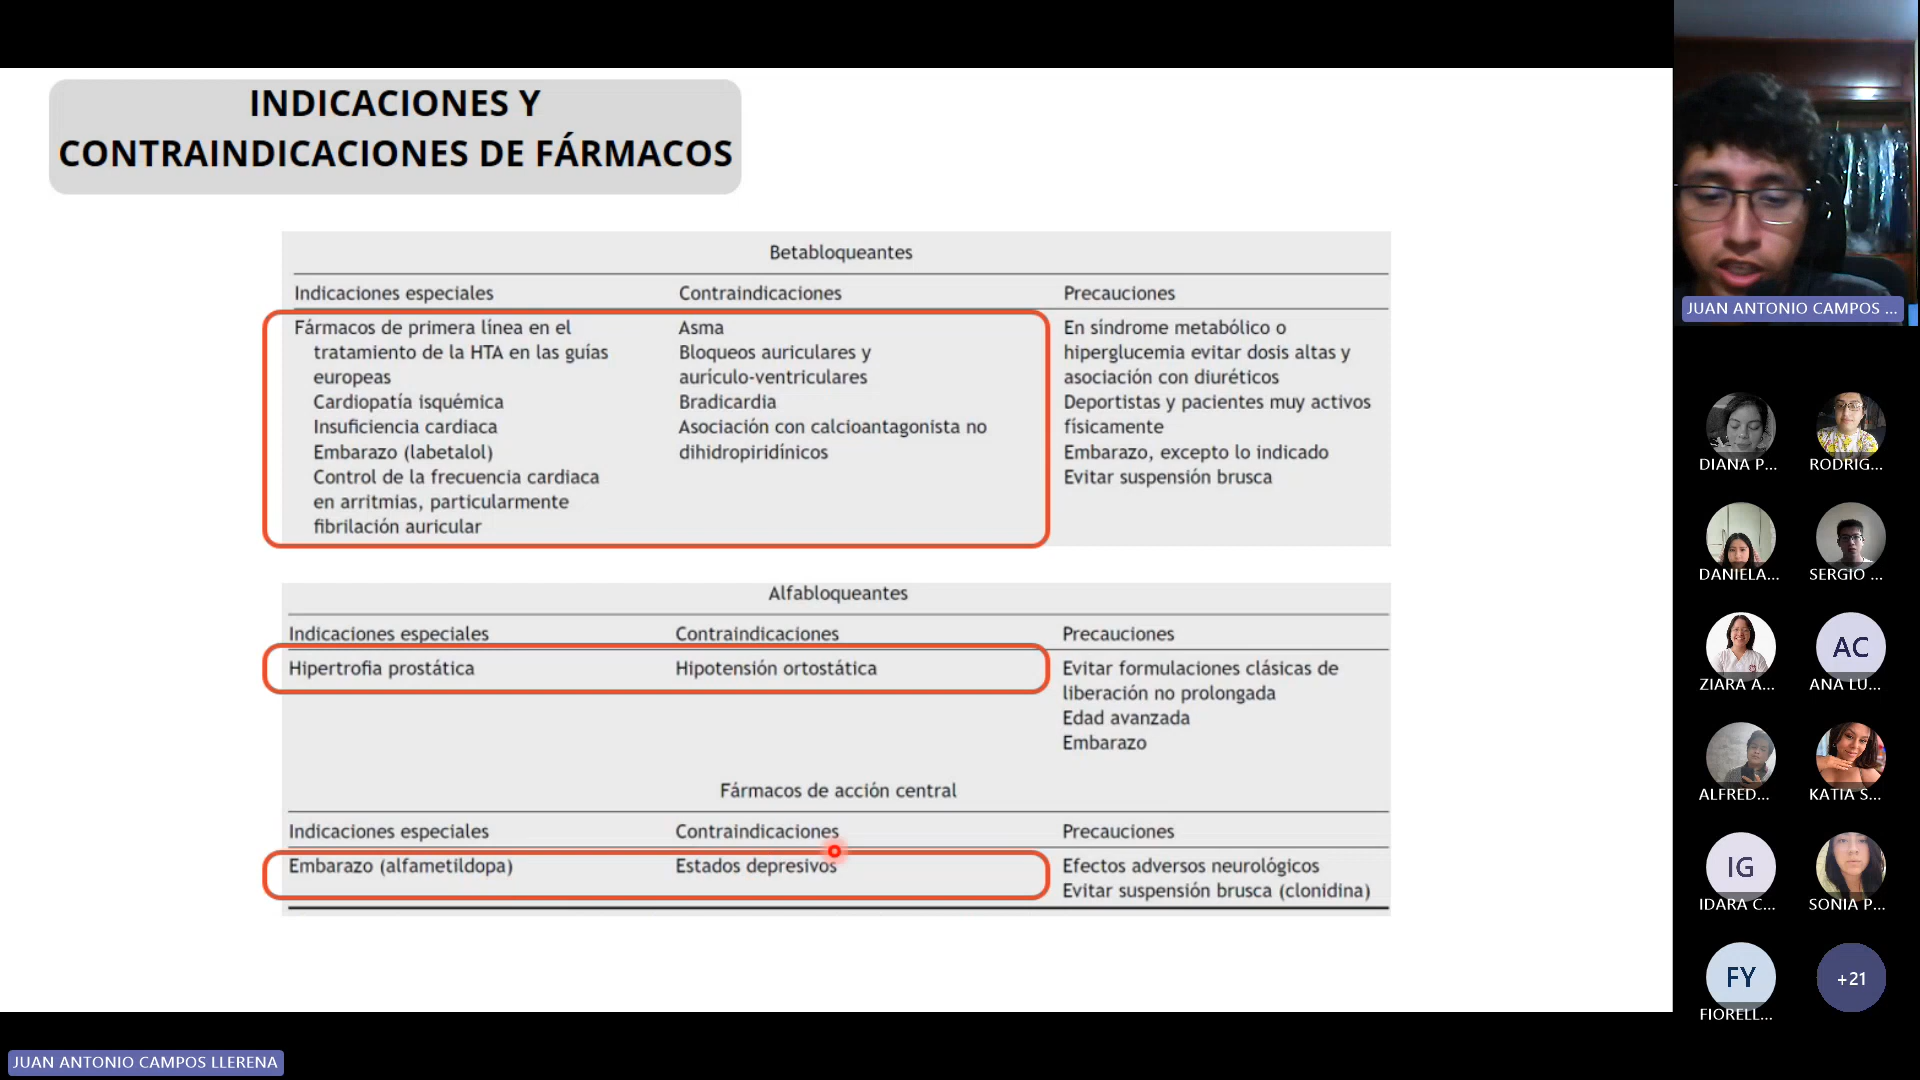 INDICACIONES Y
CONTRAINDICACIONES DE FÁRMACOS
Betabloqueantes
Indicaciones especiales
Contraindicaciones
Precauciones
Fármacos de primera línea en el
tratamiento de la HTA en las guías
europeas
Cardiopatía isquémica
Insuficiencia cardiaca
Embarazo (labetalol)
Control de la frecuencia cardiaca
en arritmias, particularmente
fibrilación auricular
Asma
Bloqueos auriculares y
aurículo-ventriculares
Bradicardia
Asociación con calcioantagonista no
dihidropiridínicos
En síndrome metabólico o
hiperglucemia evitar dosis altas y
asociación con diuréticos
Deportistas y pacientes muy activos
físicamente
Embarazo, excepto lo indicado
Evitar suspensión brusca
Alfabloqueantes
Indicaciones especiales
Contraindicaciones
Precauciones
Hipertrofia prostática
Hipotensión ortostática
Evitar formulaciones clásicas de
liberación no prolongada
Edad avanzada
Embarazo
Fármacos de acción central
Indicaciones especiales
Contraindicaciones
Precauciones
Embarazo (alfametildopa)
Estados depresivos
Efectos adversos neurológicos
Evitar suspensión brusca (clonidina)
JUAN ANTONIO CAMPOS ...
DIANA P...
RODRIG...
DANIELA...
SERGIO ...
ZIARA A...
AC
ANA LU...
ALFRED...
KATIA S...
IG
IDARA C...
SONIA P...
FY
FIORELL...
+21
JUAN ANTONIO CAMPOS LLERENA